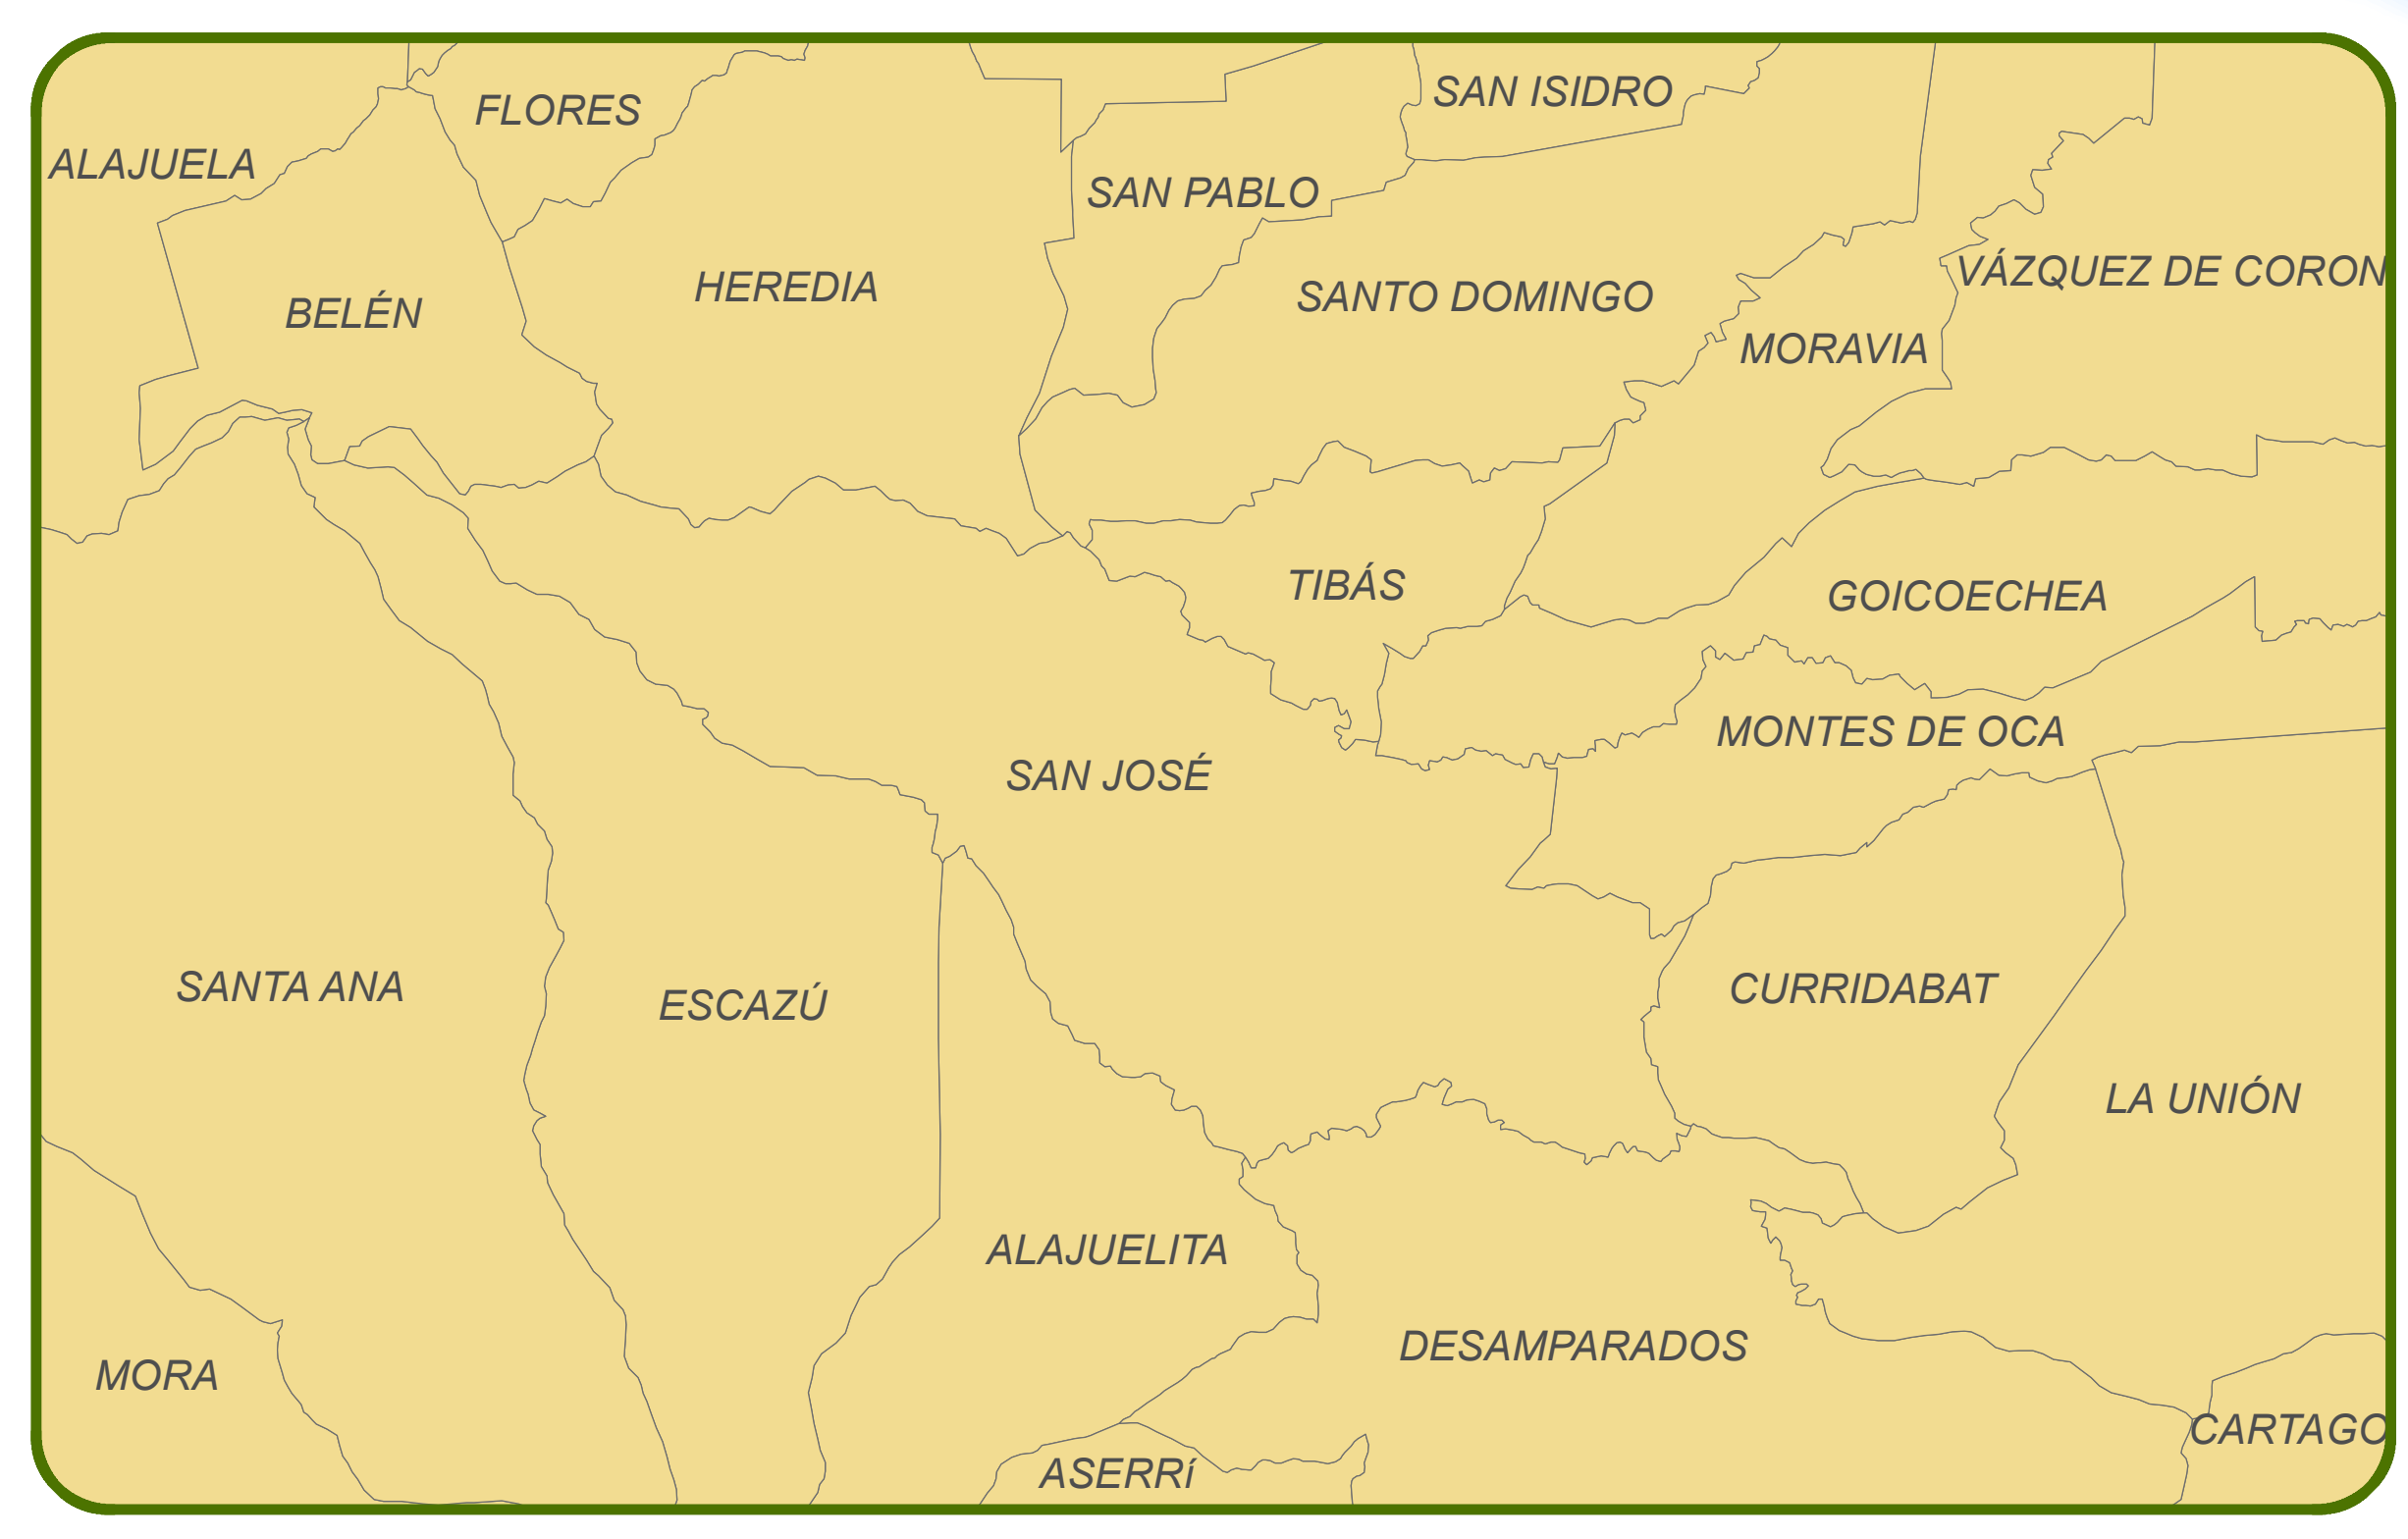 SAN ISIDRO
FLORES
ALAJUELA
SAN PABLO
VÁZQUEZ DE CORON
HEREDIA
SANTO DOMINGO
BELÉN
MORAVIA
TIBÁS
GOICOECHEA
MONTES DE OCA
SAN JOSÉ
SANTA ANA
CURRIDABAT
ESCAZÚ
LA UNIÓN
ALAJUELITA
DESAMPARADOS
MORA
CARTAGO
ASERRí